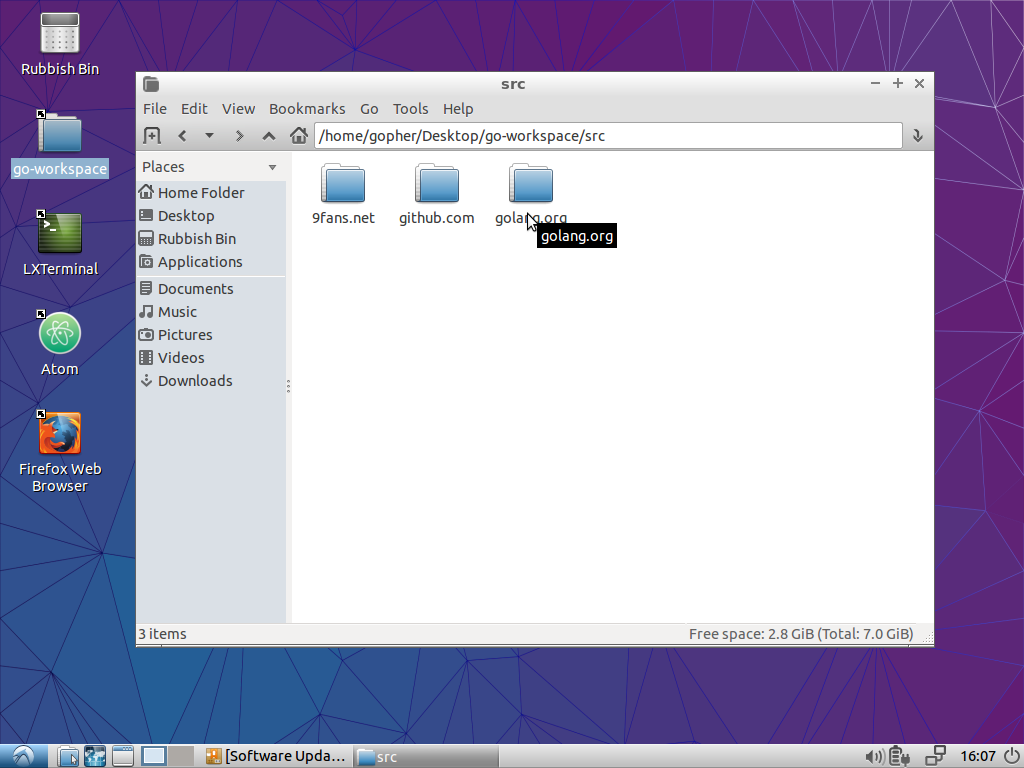 Rubbish Bin
go-workspace
LXTerminal
Atom
Firefox Web
Browser
src
File Edit View Bookmarks Go Tools Help
/home/gopher/Desktop/go-workspace/src
Places
Home Folder
Desktop
Rubbish Bin
Applications
Documents
Music
Pictures
Videos
Downloads
9fans.net github.com golang.org
golang.org
3 items Free space: 2.8 GiB (Total: 7.0 GiB)
[Software Upda... src 16:07